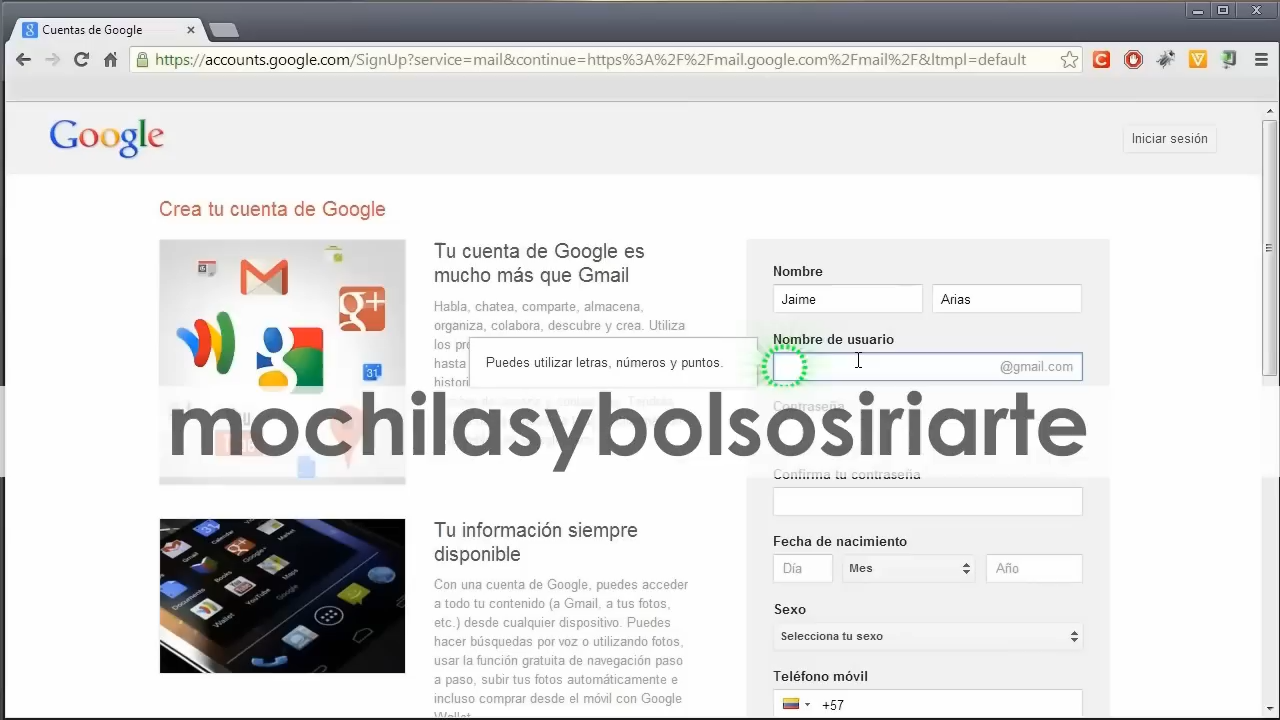 Cuentas de Google
https://accounts.google.com/SignUp?service=mail&continue=https%3A%2F%2Fmail.google.com%2Fmail%2F&ltmpl=default
Google
Iniciar sesión
Crea tu cuenta de Google
Tu cuenta de Google es
mucho más que Gmail
Habla, chatea, comparte, almacena,
organiza, colabora, descubre y crea. Utiliza
los
hasta
Nombre
Jaime
Arias
Nombre de usuario
@gmail.com
Puedes utilizar letras, números y puntos.
Contraseña
mochilasybolsosiriarte
Confirma tu contraseña
Fecha de nacimiento
Día
Mes
Año
Sexo
Selecciona tu sexo
Teléfono móvil
+57
Tu información siempre
disponible
Con una cuenta de Google, puedes acceder
a todo tu contenido (a Gmail, a tus fotos,
etc.) desde cualquier dispositivo. Puedes
hacer búsquedas por voz o utilizando fotos,
usar la función gratuita de navegación paso
a paso, subir tus fotos automáticamente e
incluso comprar desde el móvil con Google
Wallet